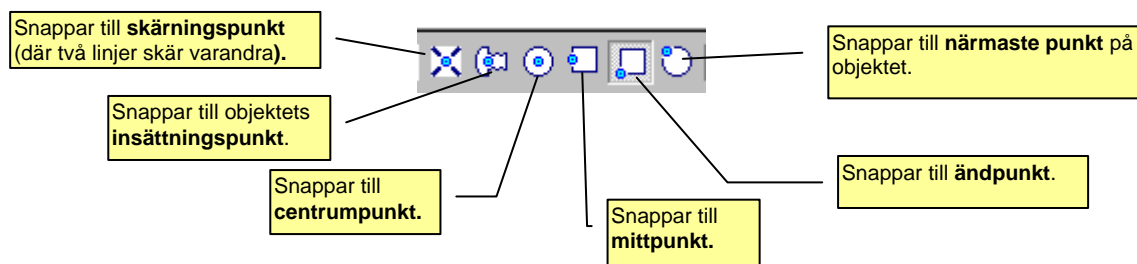 Snappar till skärningspunkt
(där två linjer skär varandra).
Snappar till närmaste punkt på
objektet.
Snappar till objektets
insättningspunkt.
Snappar till ändpunkt.
Snappar till
centrumpunkt.
Snappar till
mittpunkt.